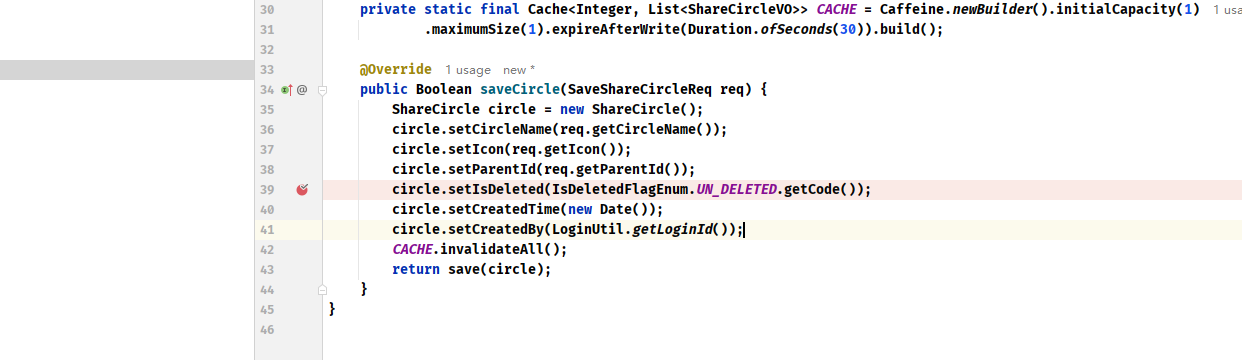 30 private static final Cache<Integer, List<ShareCircleVO>> CACHE = Caffeine.newBuilder().initialCapacity(1) 1 usa
31 .maximumSize(1).expireAfterWrite(Duration.ofSeconds(30)).build();
32
33 @Override 1 usage new *
34 @ public Boolean saveCircle(SaveShareCircleReq req) {
35 ShareCircle circle = new ShareCircle();
36 circle.setCircleName(req.getCircleName());
37 circle.setIcon(req.getIcon());
38 circle.setParentId(req.getParentId());
39 circle.setIsDeleted(IsDeletedFlagEnum.UN_DELETED.getCode());
40 circle.setCreatedTime(new Date());
41 circle.setCreatedBy(LoginUtil.getLoginId());
42 CACHE.invalidateAll();
43 return save(circle);
44 }
45 }
46